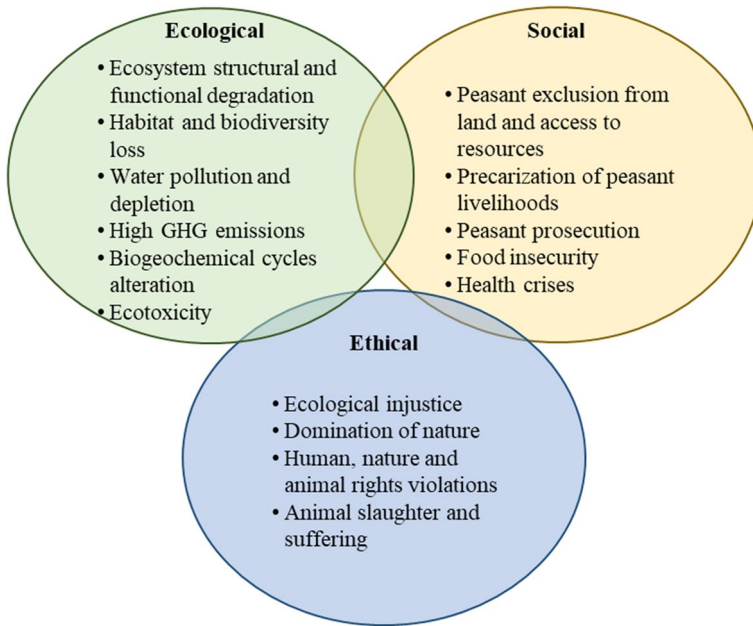 Ecological
• Ecosystem structural and
functional degradation
• Habitat and biodiversity
loss
• Water pollution and
depletion
• High GHG emissions
• Biogeochemical cycles
alteration
• Ecotoxicity
Social
• Peasant exclusion from
land and access to
resources
• Precarization of peasant
livelihoods
• Peasant prosecution
• Food insecurity
• Health crises
Ethical
• Ecological injustice
• Domination of nature
• Human, nature and
animal rights violations
• Animal slaughter and
suffering